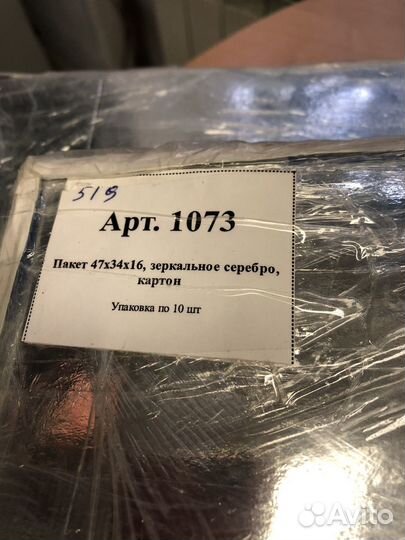 519
Арт. 1073
Пакет 47х34х16, зеркальное серебро,
картон
Упаковка по 10 шт
Avito